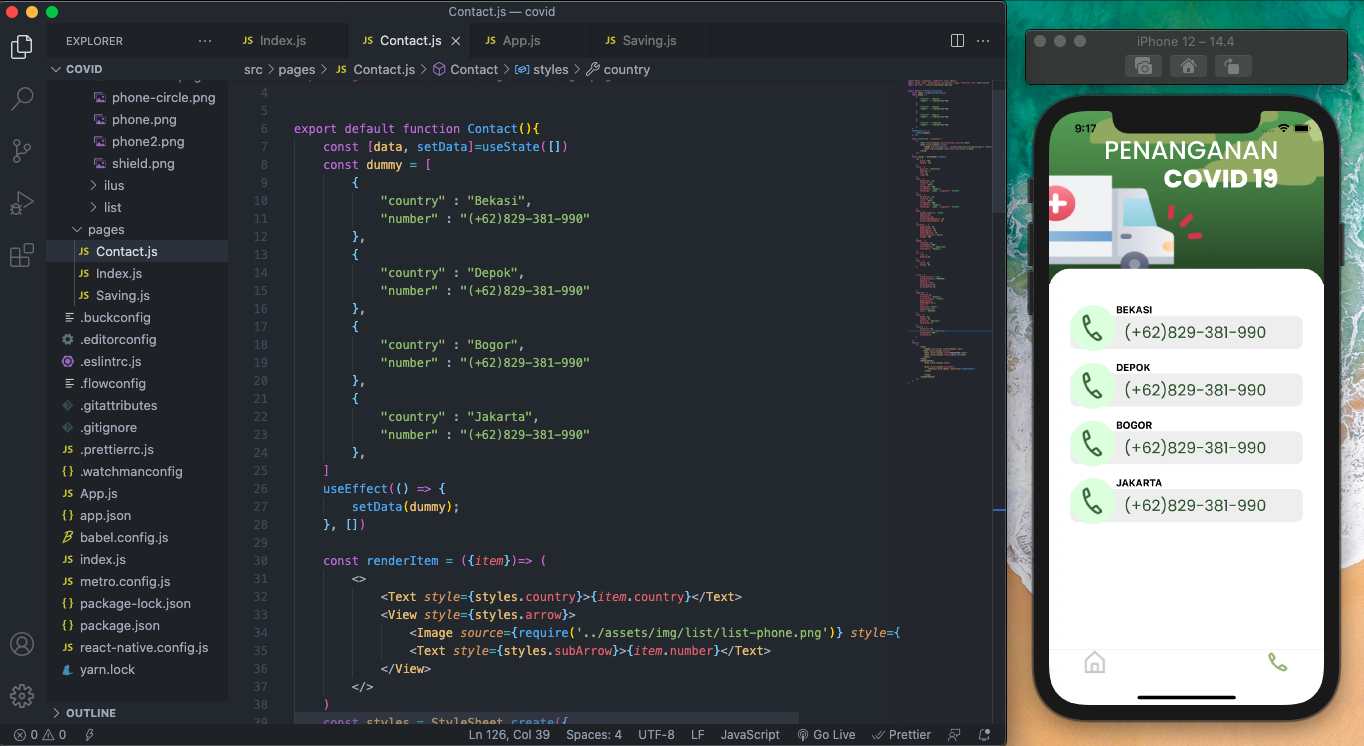 Contact.js — covid
EXPLORER
JS Index.js
JS Contact.js
JS App.js
JS Saving.js
COVID
src > pages > JS Contact.js > Contact > styles > country
phone-circle.png
phone.png
phone2.png
shield.png
ilus
list
pages
JS Contact.js
JS Index.js
JS Saving.js
.buckconfig
.editorconfig
.eslintrc.js
.flowconfig
.gitattributes
.gitignore
JS .prettierrc.js
{} .watchmanconfig
JS App.js
{} app.json
babel.config.js
JS index.js
JS metro.config.js
{} package-lock.json
{} package.json
JS react-native.config.js
yarn.lock
OUTLINE
4
5
6 export default function Contact(){
7 const [data, setData]=useState([])
8 const dummy = [
9 {
10 "country" : "Bekasi",
11 "number" : "(+62)829-381-990"
12 },
13 {
14 "country" : "Depok",
15 "number" : "(+62)829-381-990"
16 },
17 {
18 "country" : "Bogor",
19 "number" : "(+62)829-381-990"
20 },
21 {
22 "country" : "Jakarta",
23 "number" : "(+62)829-381-990"
24 },
25 ]
26 useEffect(() => {
27 setData(dummy);
28 }, [])
29
30 const renderItem = ({item})=> (
31 <>
32 <Text style={styles.country}>{item.country}</Text>
33 <View style={styles.arrow}>
34 <Image source={require('../assets/img/list/list-phone.png')} style={
35 <Text style={styles.subArrow}>{item.number}</Text>
36 </View>
37 </>
38 )
39 const styles = StyleSheet.create({
0 0
Ln 126, Col 39
Spaces: 4
UTF-8
LF
JavaScript
Go Live
Prettier
iPhone 12 – 14.4
9:17
PENANGANAN
COVID 19
BEKASI
(+62)829-381-990
DEPOK
(+62)829-381-990
BOGOR
(+62)829-381-990
JAKARTA
(+62)829-381-990